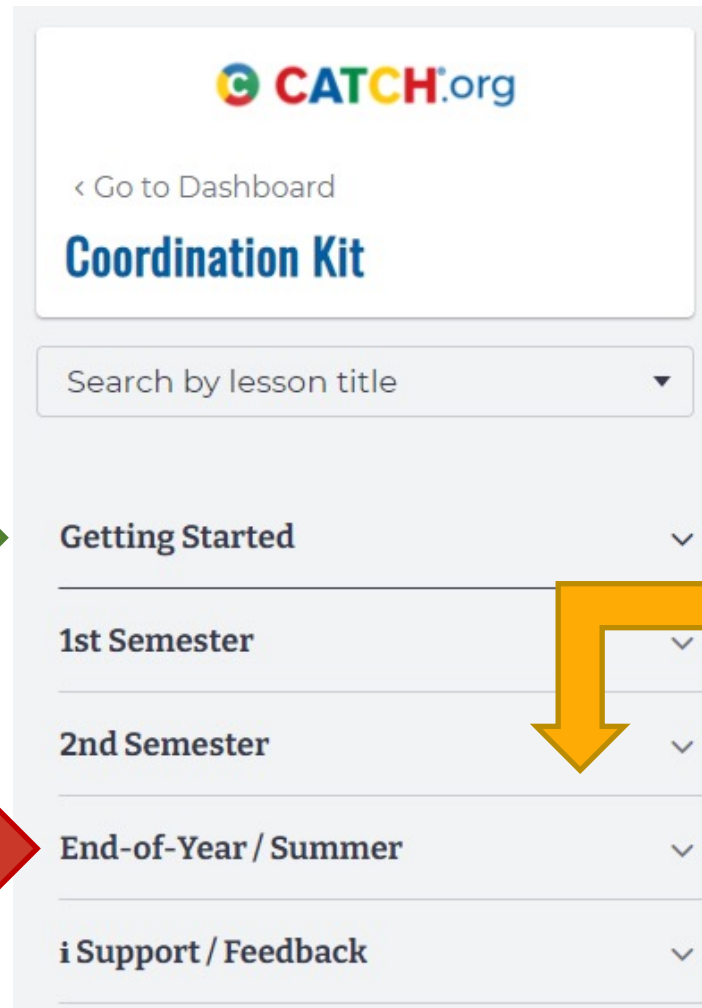 CATCH®.org
< Go to Dashboard
Coordination Kit
Search by lesson title
Getting Started
1st Semester
2nd Semester
End-of-Year / Summer
i Support / Feedback